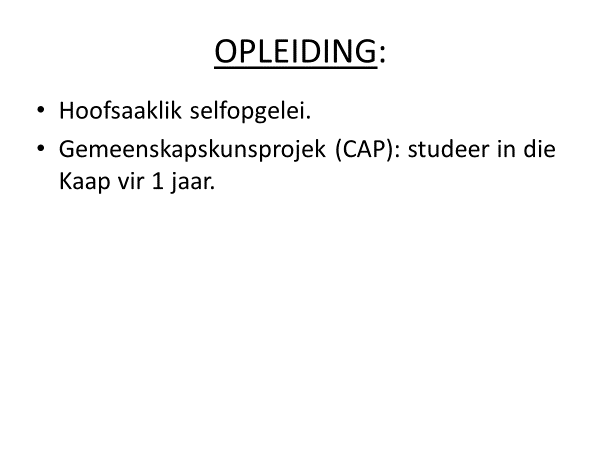 OPLEIDING:
• Hoofsaaklik selfopgelei.
• Gemeenskapskunsprojek (CAP): studeer in die
Kaap vir 1 jaar.